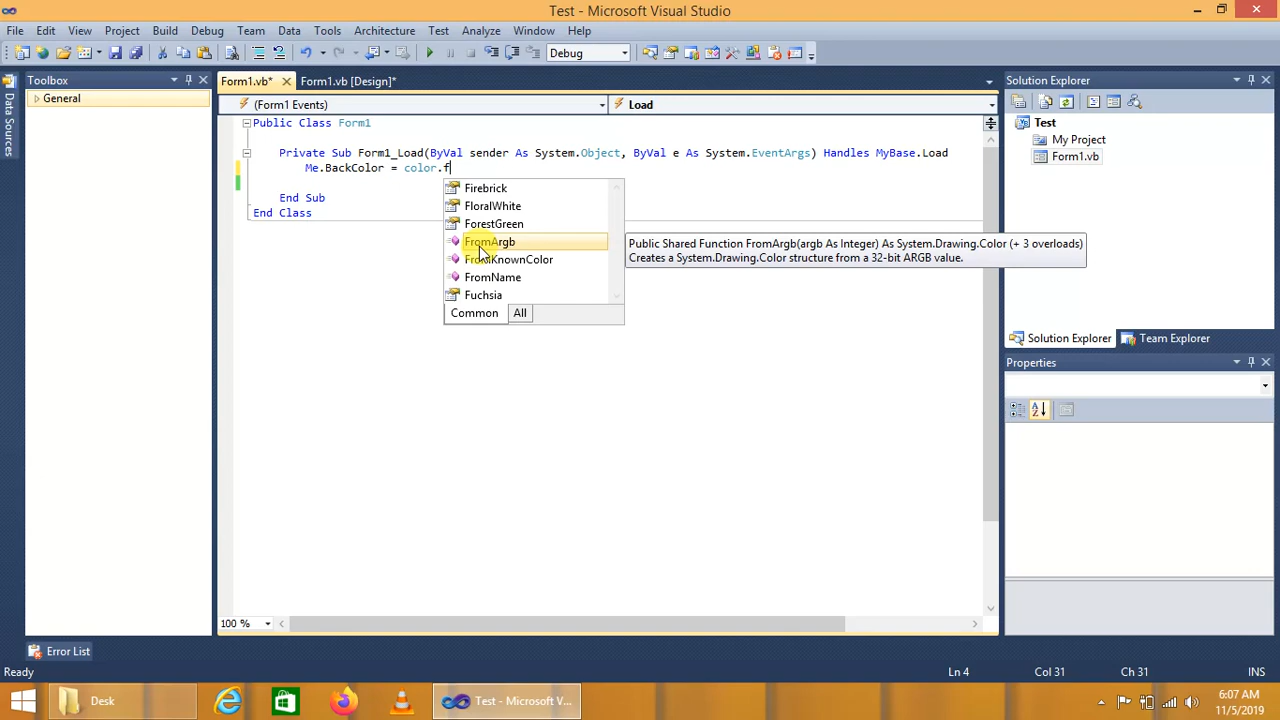 Test - Microsoft Visual Studio
File Edit View Project Build Debug Team Data Tools Architecture Test Analyze Window Help
Debug
Toolbox
General
Data Sources
Form1.vb* Form1.vb [Design]*
(Form1 Events) Load
Public Class Form1
Private Sub Form1_Load(ByVal sender As System.Object, ByVal e As System.EventArgs) Handles MyBase.Load
Me.BackColor = color.f
End Sub
End Class
Firebrick
FloralWhite
ForestGreen
FromArgb
FromKnownColor
FromName
Fuchsia
Common All
Public Shared Function FromArgb(argb As Integer) As System.Drawing.Color (+ 3 overloads)
Creates a System.Drawing.Color structure from a 32-bit ARGB value.
Solution Explorer
Test
My Project
Form1.vb
Solution Explorer Team Explorer
Properties
100 %
Error List
Ready Ln 4 Col 31 Ch 31 INS
Desk
Test - Microsoft V...
6:07 AM
11/5/2019